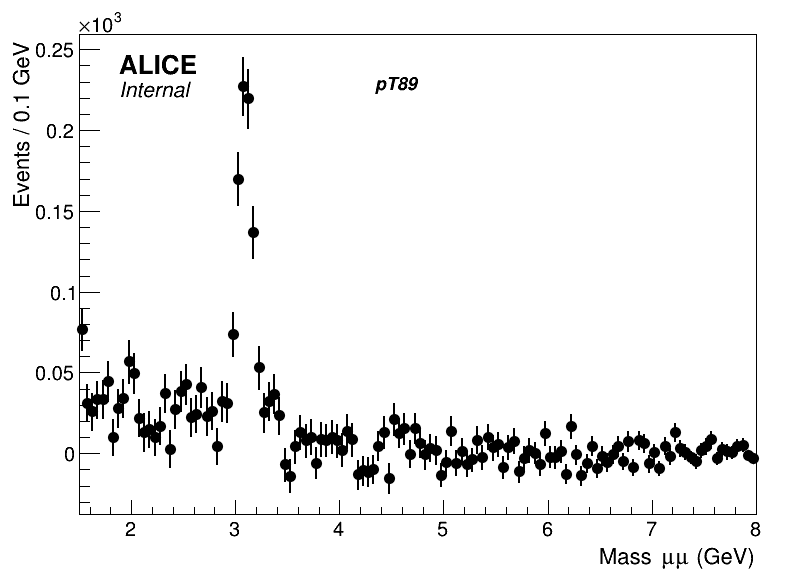 ×10³
ALICE
Internal
pT89
Events / 0.1 GeV
0.25
0.2
0.15
0.1
0.05
0
2 3 4 5 6 7 8
Mass μμ (GeV)